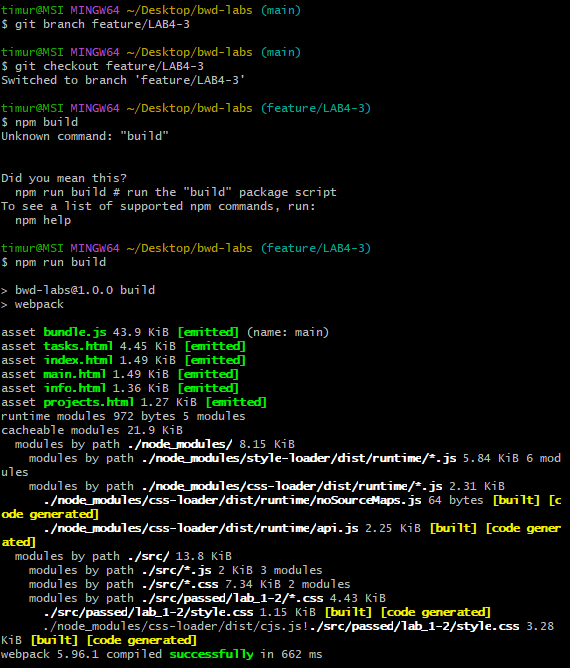 timur@MSI MINGW64 ~/Desktop/bwd-labs (main)
$ git branch feature/LAB4-3
timur@MSI MINGW64 ~/Desktop/bwd-labs (main)
$ git checkout feature/LAB4-3
Switched to branch 'feature/LAB4-3'
timur@MSI MINGW64 ~/Desktop/bwd-labs (feature/LAB4-3)
$ npm build
Unknown command: "build"
Did you mean this?
  npm run build # run the "build" package script
To see a list of supported npm commands, run:
  npm help
timur@MSI MINGW64 ~/Desktop/bwd-labs (feature/LAB4-3)
$ npm run build
> bwd-labs@1.0.0 build
> webpack
asset bundle.js 43.9 KiB [emitted] (name: main)
asset tasks.html 4.45 KiB [emitted]
asset index.html 1.49 KiB [emitted]
asset main.html 1.49 KiB [emitted]
asset info.html 1.36 KiB [emitted]
asset projects.html 1.27 KiB [emitted]
runtime modules 972 bytes 5 modules
cacheable modules 21.9 KiB
  modules by path ./node_modules/ 8.15 KiB
    modules by path ./node_modules/style-loader/dist/runtime/*.js 5.84 KiB 6 mod
ules
    modules by path ./node_modules/css-loader/dist/runtime/*.js 2.31 KiB
      ./node_modules/css-loader/dist/runtime/noSourceMaps.js 64 bytes [built] [c
ode generated]
      ./node_modules/css-loader/dist/runtime/api.js 2.25 KiB [built] [code gener
ated]
  modules by path ./src/ 13.8 KiB
    modules by path ./src/*.js 2 KiB 3 modules
    modules by path ./src/*.css 7.34 KiB 2 modules
    modules by path ./src/passed/lab_1-2/*.css 4.43 KiB
      ./src/passed/lab_1-2/style.css 1.15 KiB [built] [code generated]
      ./node_modules/css-loader/dist/cjs.js!./src/passed/lab_1-2/style.css 3.28
KiB [built] [code generated]
webpack 5.96.1 compiled successfully in 662 ms